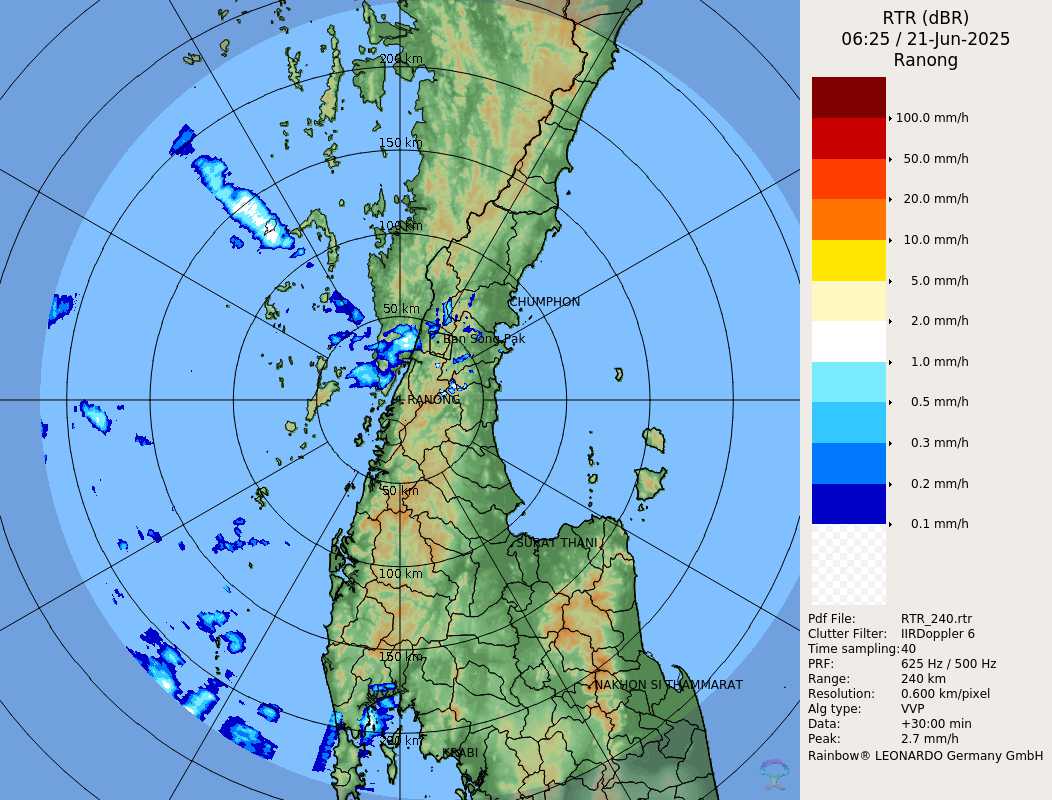 RTR (dBR)
06:25 / 21-Jun-2025
Ranong
200 km
150 km
100 km
50 km
CHUMPHON
Ban Song Pak
RANONG
50 km
SURAT THANI
100 km
150 km
NAKHON SI THAMMARAT
200 km
KRABI
100.0 mm/h
50.0 mm/h
20.0 mm/h
10.0 mm/h
5.0 mm/h
2.0 mm/h
1.0 mm/h
0.5 mm/h
0.3 mm/h
0.2 mm/h
0.1 mm/h
Pdf File: RTR_240.rtr
Clutter Filter: IIRDoppler 6
Time sampling:40
PRF: 625 Hz / 500 Hz
Range: 240 km
Resolution: 0.600 km/pixel
Alg type: VVP
Data: +30:00 min
Peak: 2.7 mm/h
Rainbow® LEONARDO Germany GmbH